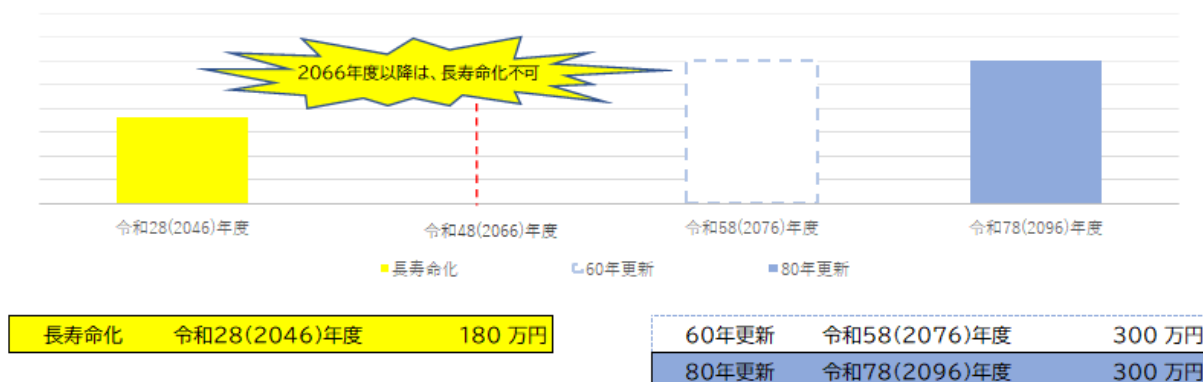 2066年度以降は、長寿命化不可
令和28(2046)年度
令和48(2066)年度
令和58(2076)年度
令和78(2096)年度
長寿命化
60年更新
80年更新
長寿命化 令和28(2046)年度 180 万円
60年更新 令和58(2076)年度 300 万円
80年更新 令和78(2096)年度 300 万円